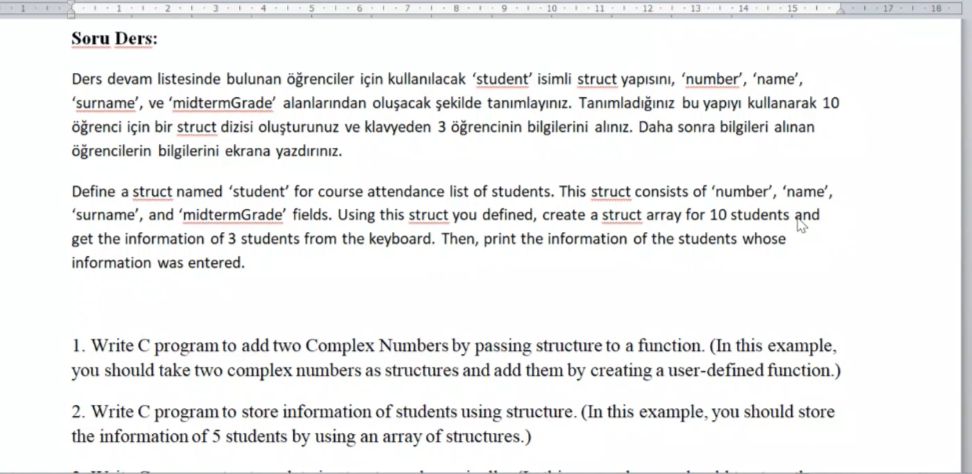 1 1 2 3 4 5 6 7 8 9 10 11 12 13 14 15 17 18
Soru Ders:
Ders devam listesinde bulunan öğrenciler için kullanılacak ‘student’ isimli struct yapısını, ‘number’, ‘name’,
‘surname’, ve ‘midtermGrade’ alanlarından oluşacak şekilde tanımlayınız. Tanımladığınız bu yapıyı kullanarak 10
öğrenci için bir struct dizisi oluşturunuz ve klavyeden 3 öğrencinin bilgilerini alınız. Daha sonra bilgileri alınan
öğrencilerin bilgilerini ekrana yazdırınız.
Define a struct named ‘student’ for course attendance list of students. This struct consists of ‘number’, ‘name’,
‘surname’, and ‘midtermGrade’ fields. Using this struct you defined, create a struct array for 10 students and
get the information of 3 students from the keyboard. Then, print the information of the students whose
information was entered.
1. Write C program to add two Complex Numbers by passing structure to a function. (In this example,
you should take two complex numbers as structures and add them by creating a user-defined function.)
2. Write C program to store information of students using structure. (In this example, you should store
the information of 5 students by using an array of structures.)